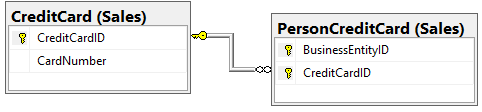 CreditCard (Sales)
CreditCardID
CardNumber
PersonCreditCard (Sales)
BusinessEntityID
CreditCardID